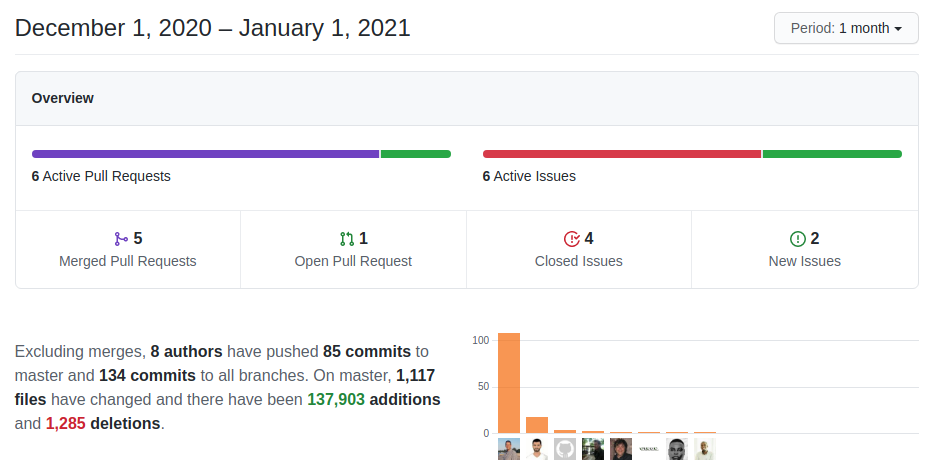 December 1, 2020 – January 1, 2021
Period: 1 month
Overview
6 Active Pull Requests
6 Active Issues
5
Merged Pull Requests
1
Open Pull Request
4
Closed Issues
2
New Issues
Excluding merges, 8 authors have pushed 85 commits to
master and 134 commits to all branches. On master, 1,117
files have changed and there have been 137,903 additions
and 1,285 deletions.
100
50
0